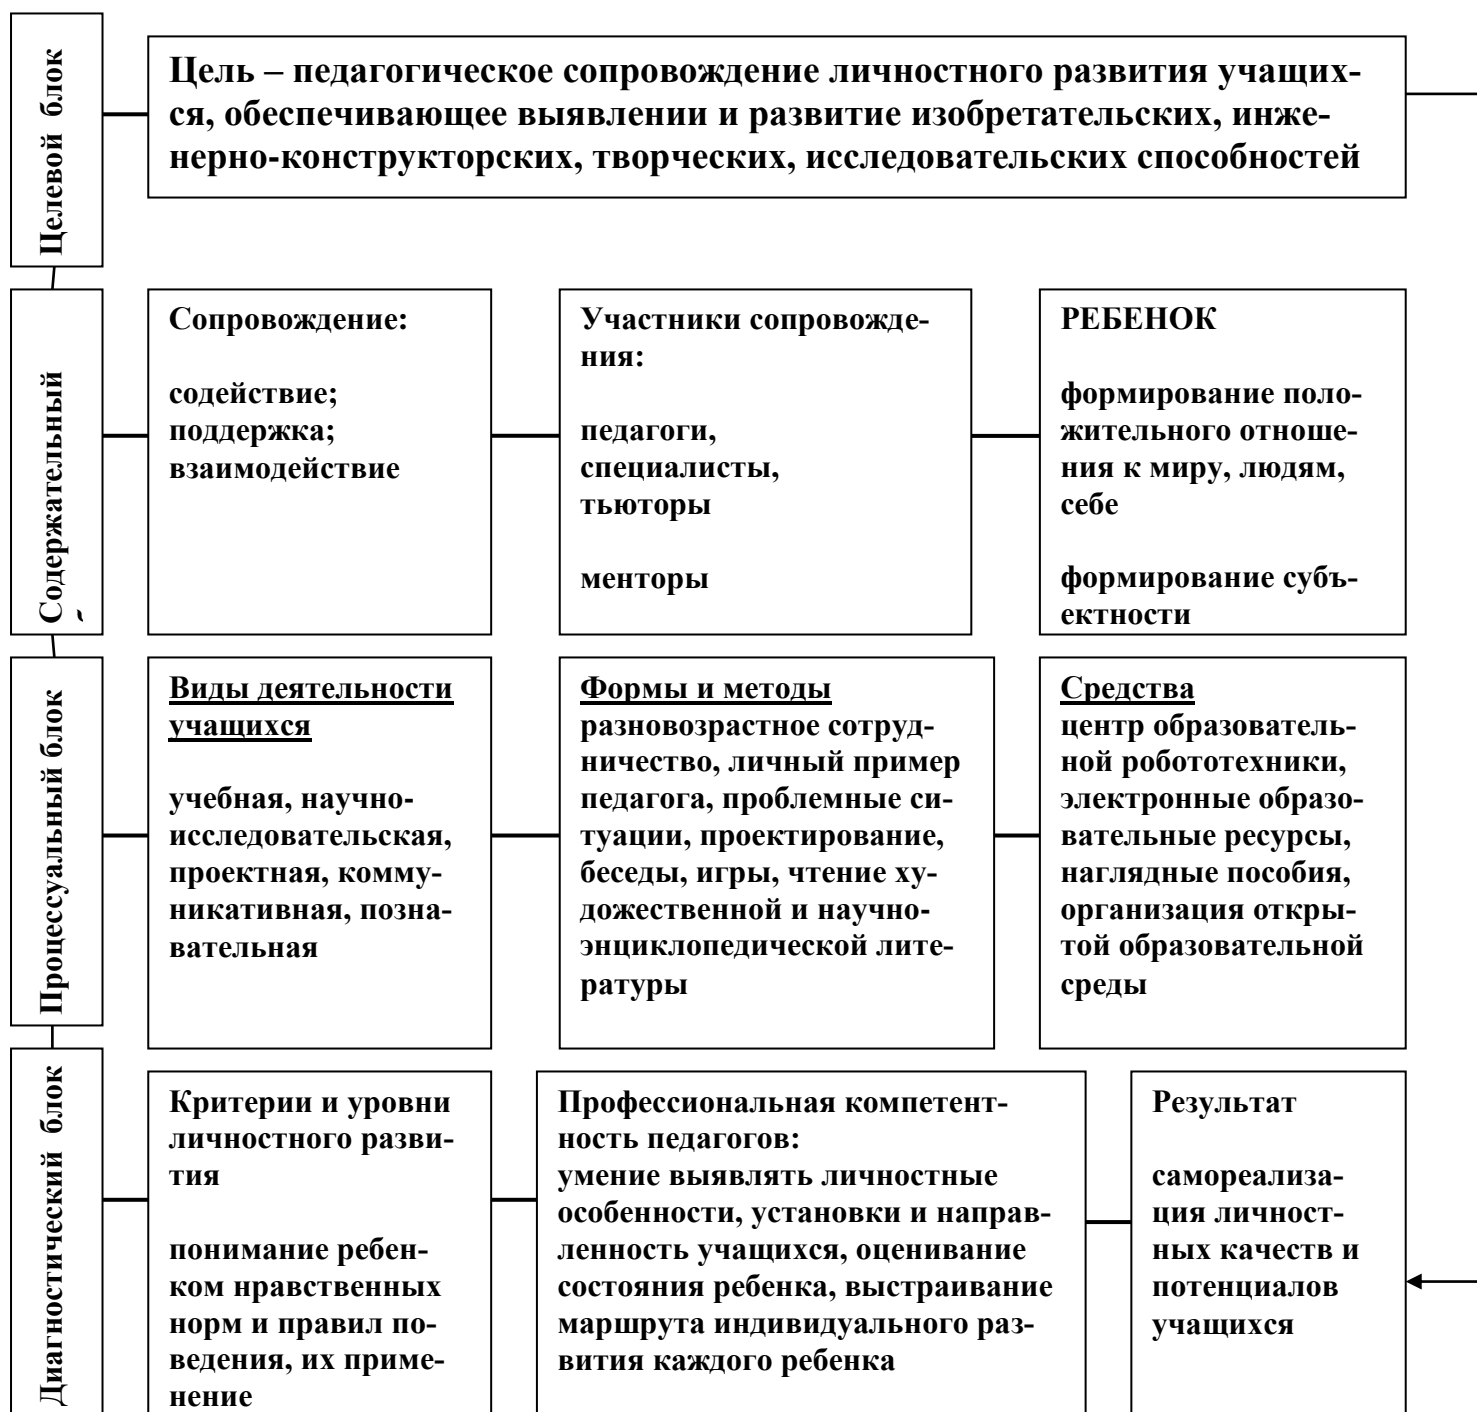 Целевой блок
Цель – педагогическое сопровождение личностного развития учащих-
ся, обеспечивающее выявлении и развитие изобретательских, инже-
нерно-конструкторских, творческих, исследовательских способностей
Содержательный
Сопровождение:
содействие;
поддержка;
взаимодействие
Участники сопровожде-
ния:
педагоги,
специалисты,
тьюторы
менторы
РЕБЕНОК
формирование поло-
жительного отноше-
ния к миру, людям,
себе
формирование субъ-
ектности
Процессуальный блок
Виды деятельности
учащихся
учебная, научно-
исследовательская,
проектная, комму-
никативная, позна-
вательная
Формы и методы
разновозрастное сотруд-
ничество, личный пример
педагога, проблемные си-
туации, проектирование,
беседы, игры, чтение ху-
дожественной и научно-
энциклопедической лите-
ратуры
Средства
центр образователь-
ной робототехники,
электронные образо-
вательные ресурсы,
наглядные пособия,
организация откры-
той образовательной
среды
Диагностический блок
Критерии и уровни
личностного разви-
тия
понимание ребен-
ком нравственных
норм и правил по-
ведения, их приме-
нение
Профессиональная компетент-
ность педагогов:
умение выявлять личностные
особенности, установки и направ-
ленность учащихся, оценивание
состояния ребенка, выстраивание
маршрута индивидуального раз-
вития каждого ребенка
Результат
самореализа-
ция личност-
ных качеств и
потенциалов
учащихся